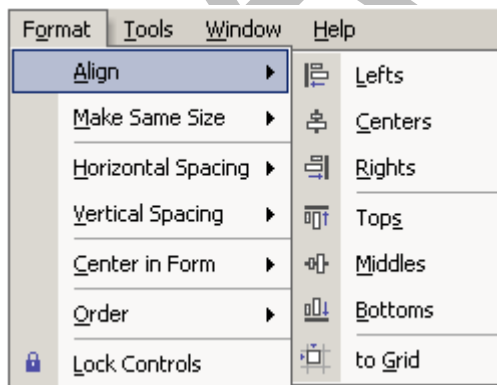 Format Tools Window Help
Align
Make Same Size
Horizontal Spacing
Vertical Spacing
Center in Form
Order
Lock Controls
Lefts
Centers
Rights
Tops
Middles
Bottoms
to Grid